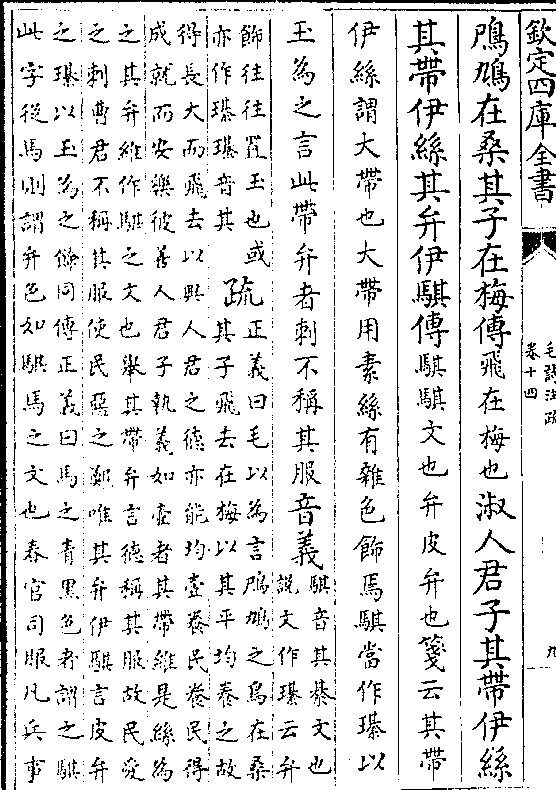 欽定四庫全書
毛詩注疏
卷十四
九
鳲鳩在桑其子在梅傳飛在梅也淑人君子其帶伊絲
其帶伊絲其弁伊騏傳騏騏文也弁皮弁也箋云其帶
伊絲謂大帶也大帶用素絲有雜色飾焉騏當作璂以
玉為之言此帶弁者刺不稱其服音義騏音其綦文也
說文作璂云弁
飾往往置玉也或
亦作璂璂音其
疏正義曰毛以為言鳲鳩之鳥在桑
其子飛去在梅以其平均養之故
得長大而飛去以興人君之德亦能均壹養民養民得
成就而安樂彼善人君子執義如壹者其帶維是絲為
之其弁維作騏之文也舉其帶弁言德稱其服故民愛
之刺曹君不稱其服使民惡之鄭唯其弁伊騏言皮弁
之璂以玉為之餘同傳正義曰馬之青黑色者謂之騏
此字從馬則謂弁色如騏馬之文也春官司服凡兵事